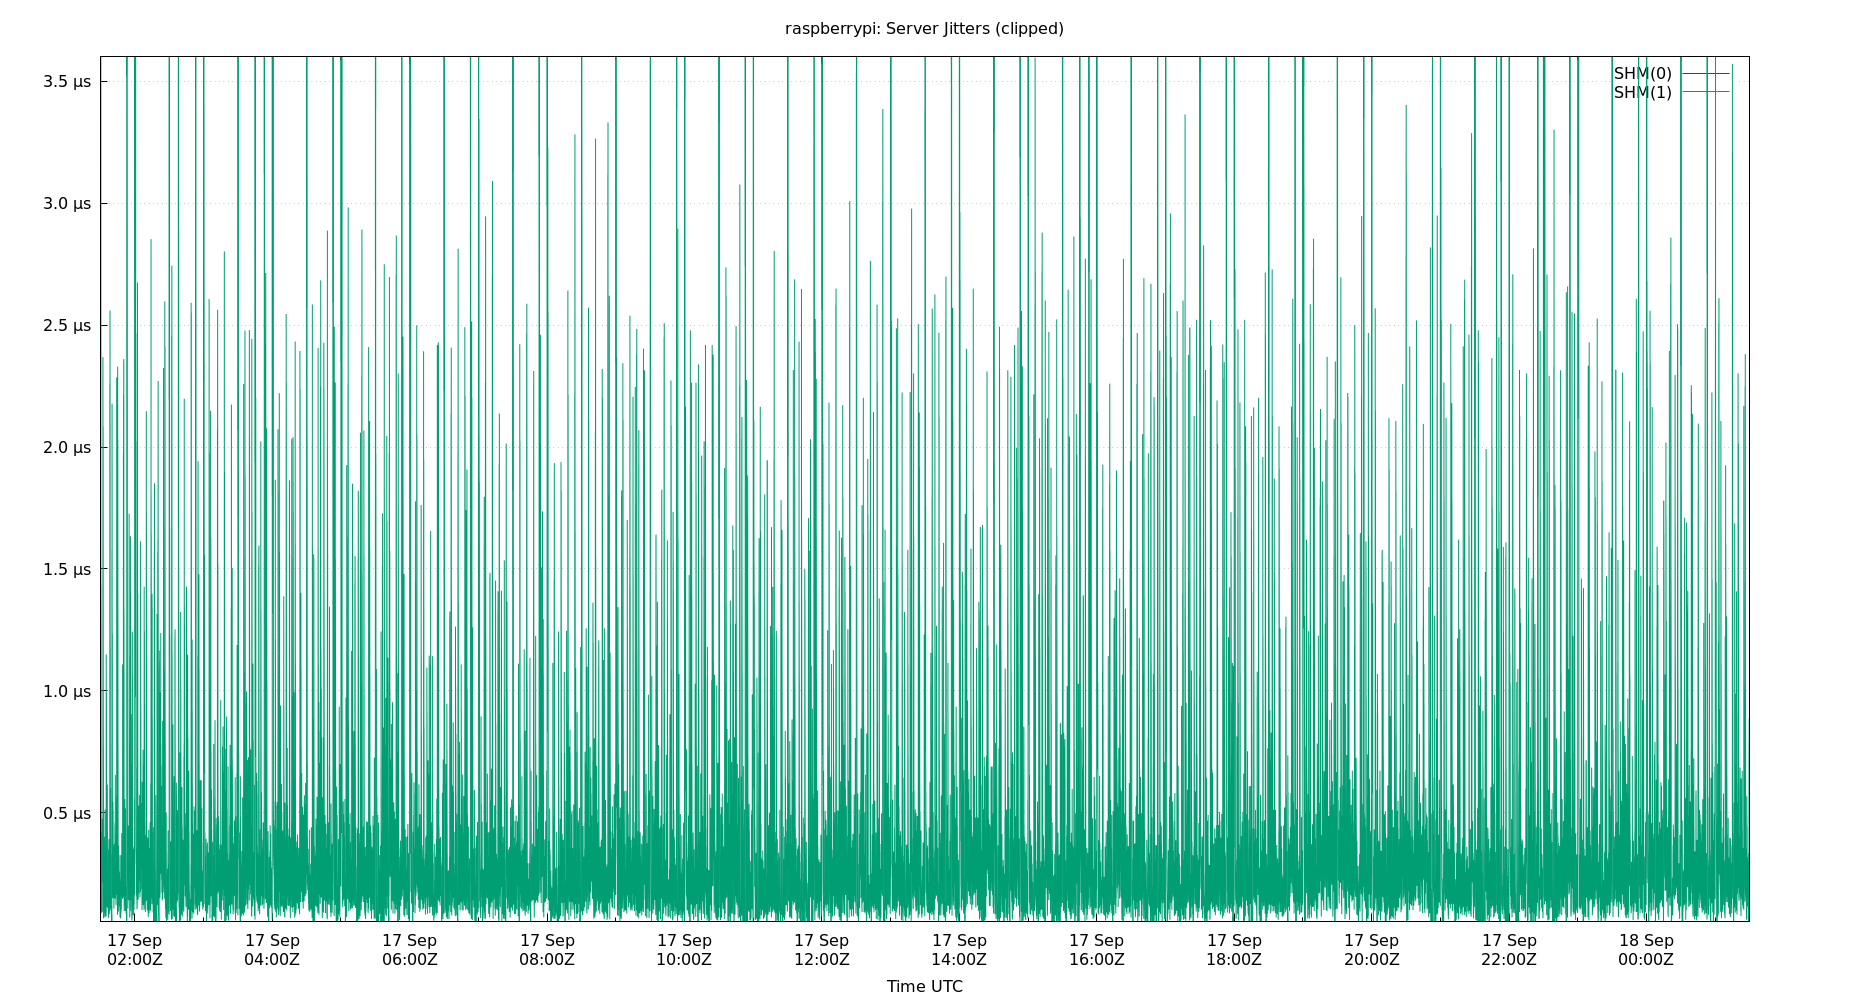 raspberrypi: Server Jitters (clipped)
SHM(0)
SHM(1)
3.5 µs
3.0 µs
2.5 µs
2.0 µs
1.5 µs
1.0 µs
0.5 µs
17 Sep 17 Sep 17 Sep 17 Sep 17 Sep 17 Sep 17 Sep 17 Sep 17 Sep 17 Sep 17 Sep 18 Sep
02:00Z 04:00Z 06:00Z 08:00Z 10:00Z 12:00Z 14:00Z 16:00Z 18:00Z 20:00Z 22:00Z 00:00Z
Time UTC